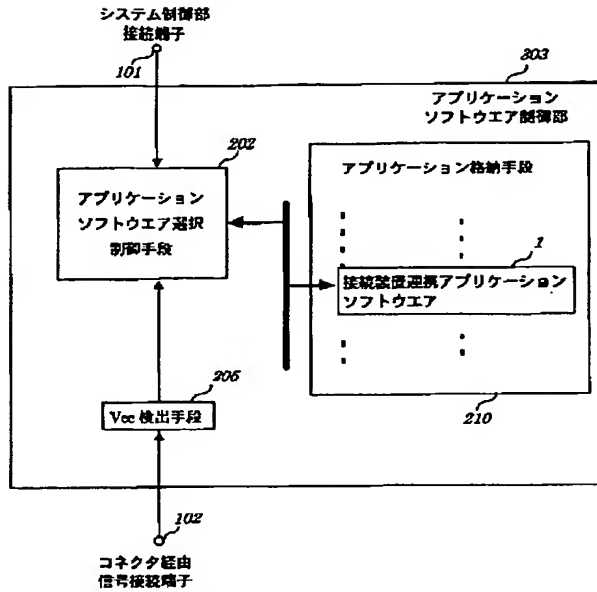 システム制御部
接続端子
101
203
アプリケーション
ソフトウエア制御部
202
アプリケーション
ソフトウエア選択
制御手段
アプリケーション格納手段
1
接続装置連携アプリケーション
ソフトウエア
206
Vcc 検出手段
210
102
コネクタ経由
信号接続端子